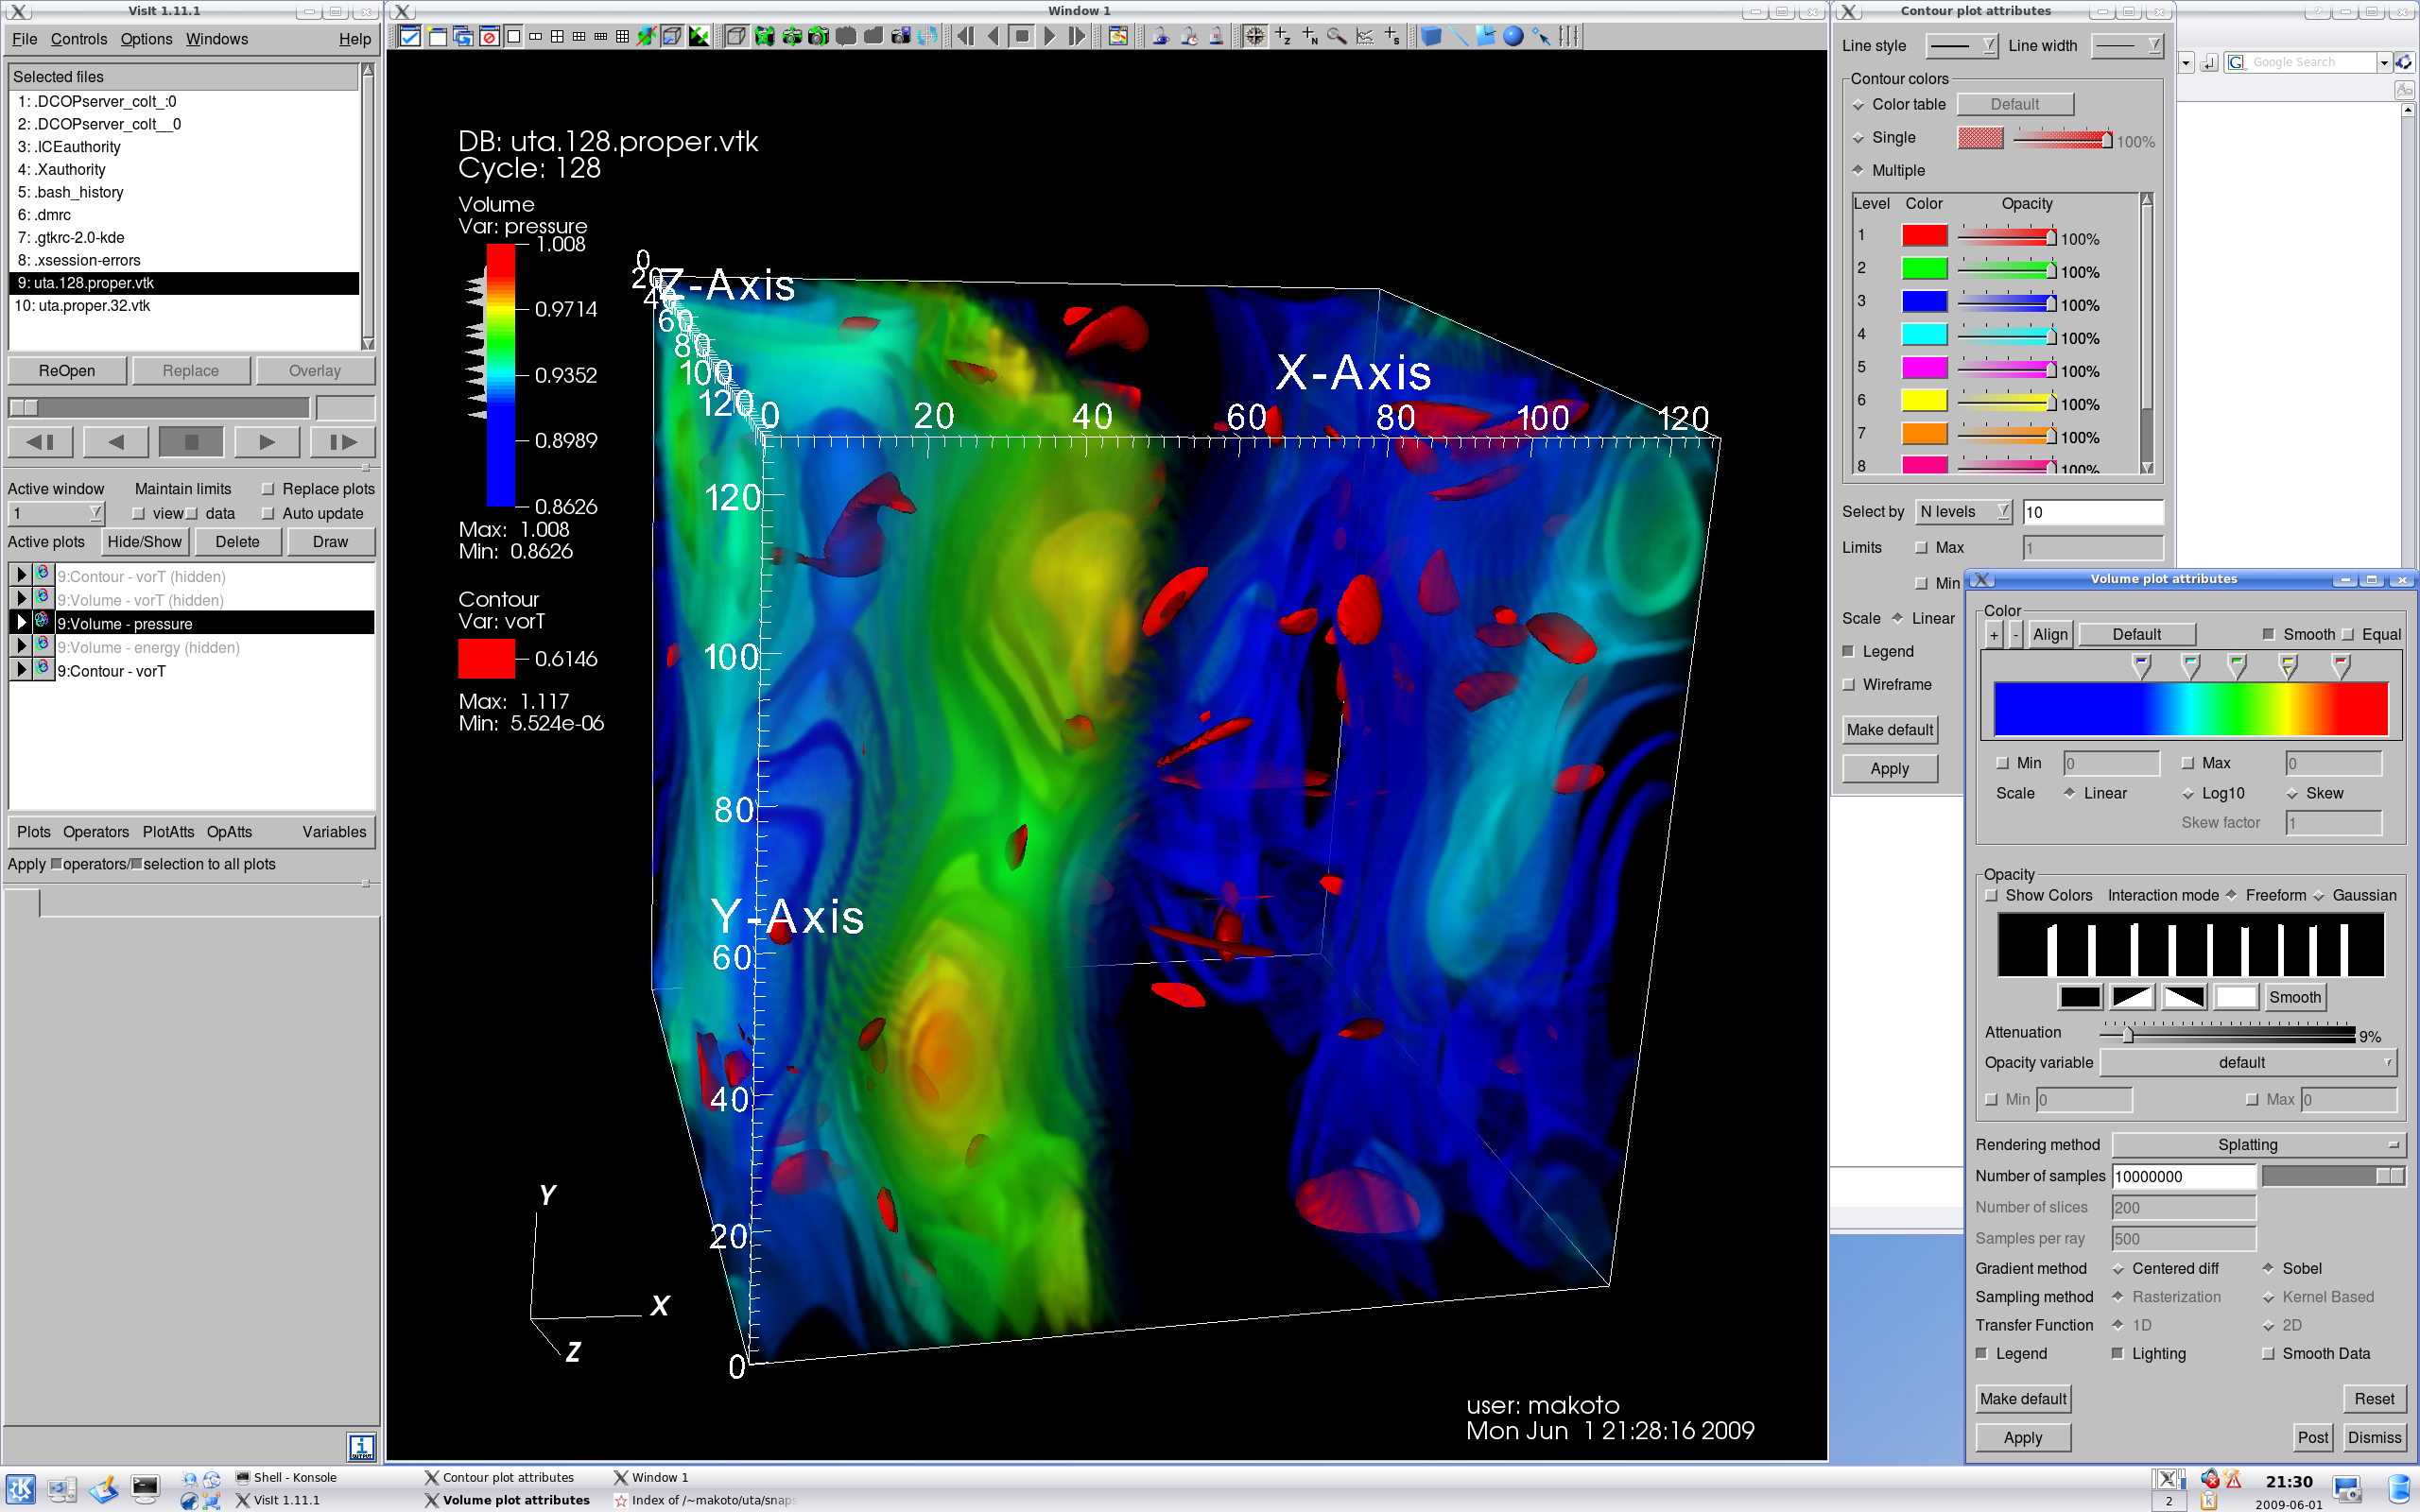 VisIt 1.11.1
File Controls Options Windows Help
Selected files
1: .DCOPserver_colt_:0
2: .DCOPserver_colt__0
3: .ICEauthority
4: .Xauthority
5: .bash_history
6: .dmrc
7: .gtkrc-2.0-kde
8: .xsession-errors
9: uta.128.proper.vtk
10: uta.proper.32.vtk
ReOpen Replace Overlay
Active window Maintain limits Replace plots
1 view data Auto update
Active plots Hide/Show Delete Draw
9:Contour - vorT (hidden)
9:Volume - vorT (hidden)
9:Volume - pressure
9:Volume - energy (hidden)
9:Contour - vorT
Plots Operators PlotAtts OpAtts Variables
Apply operators/ selection to all plots
Window 1
DB: uta.128.proper.vtk
Cycle: 128
Volume
Var: pressure
1.008
0.9714
0.9352
0.8989
0.8626
Max: 1.008
Min: 0.8626
Contour
Var: vorT
0.6146
Max: 1.117
Min: 5.524e-06
Z-Axis
0
20
40
60
80
100
120
X-Axis
0 20 40 60 80 100 120
120
100
80
Y-Axis
60
40
20
0
Y
X
Z
user: makoto
Mon Jun 1 21:28:16 2009
Contour plot attributes
Line style Line width
Contour colors
Color table Default
Single 100%
Multiple
Level Color Opacity
1 100%
2 100%
3 100%
4 100%
5 100%
6 100%
7 100%
8 100%
Select by N levels 10
Limits Max 1
Min
Scale Linear
Legend
Wireframe
Make default
Apply
Google Search
Volume plot attributes
Color
+ - Align Default Smooth Equal
Min 0 Max 0
Scale Linear Log10 Skew
Skew factor 1
Opacity
Show Colors Interaction mode Freeform Gaussian
Smooth
Attenuation 9%
Opacity variable default
Min 0 Max 0
Rendering method Splatting
Number of samples 10000000
Number of slices 200
Samples per ray 500
Gradient method Centered diff Sobel
Sampling method Rasterization Kernel Based
Transfer Function 1D 2D
Legend Lighting Smooth Data
Make default Reset
Apply Post Dismiss
Shell - Konsole Contour plot attributes Window 1
VisIt 1.11.1 Volume plot attributes Index of /~makoto/uta/snaps
2
21:30
2009-06-01